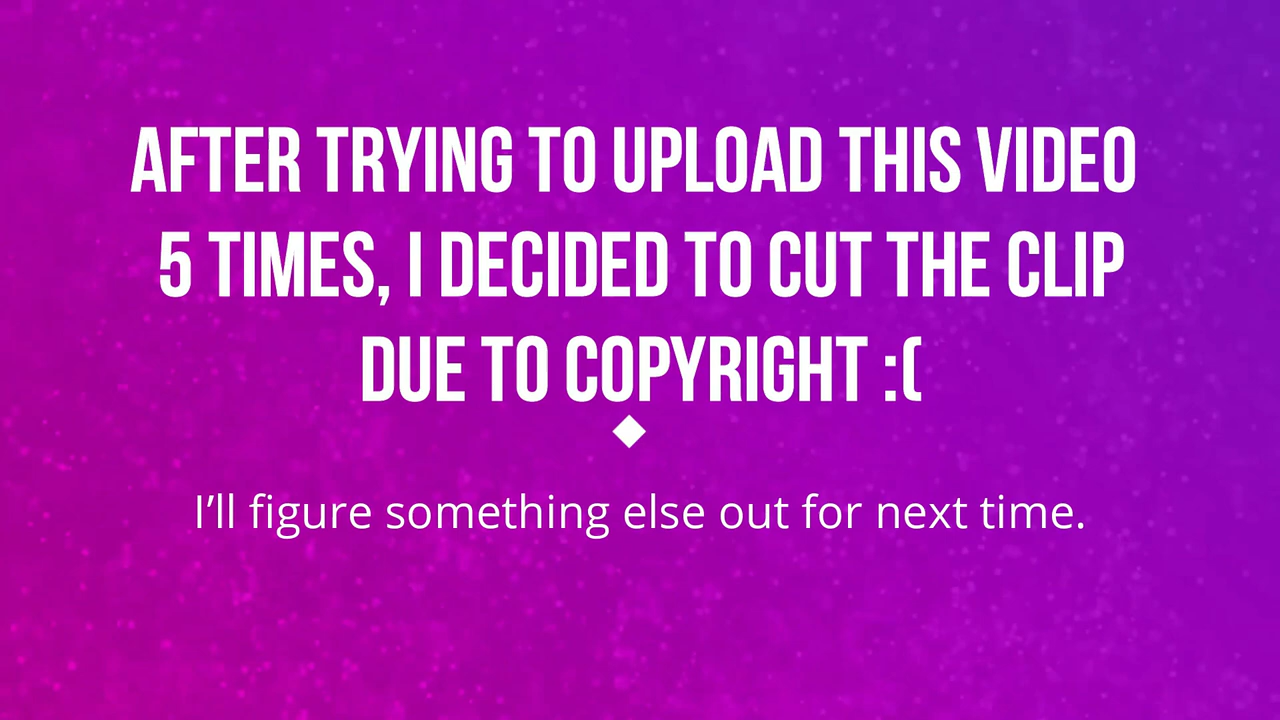 AFTER TRYING TO UPLOAD THIS VIDEO
5 TIMES, I DECIDED TO CUT THE CLIP
DUE TO COPYRIGHT :(
I’ll figure something else out for next time.